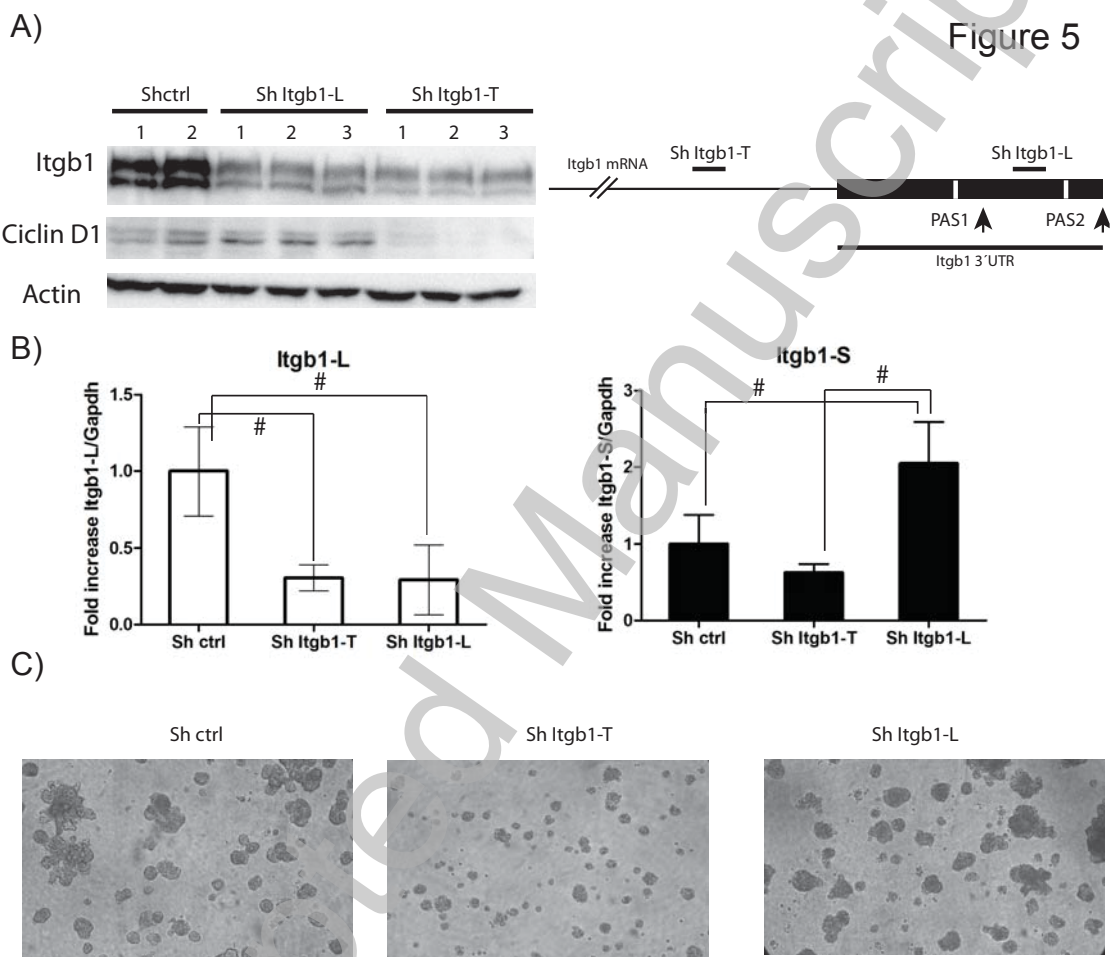 A)
Figure 5
Shctrl Sh Itgb1-L Sh Itgb1-T
1 2 1 2 3 1 2 3
Itgb1
Ciclin D1
Actin
Itgb1 mRNA
Sh Itgb1-T
Sh Itgb1-L
PAS1
PAS2
Itgb1 3´UTR
B)
Itgb1-L
Fold increase Itgb1-L/Gapdh
1.5
1.0
0.5
0.0
#
#
Sh ctrl Sh Itgb1-T Sh Itgb1-L
Itgb1-S
Fold increase Itgb1-S/Gapdh
3
2
1
0
#
#
Sh ctrl Sh Itgb1-T Sh Itgb1-L
C)
Sh ctrl Sh Itgb1-T Sh Itgb1-L
Manuscrip